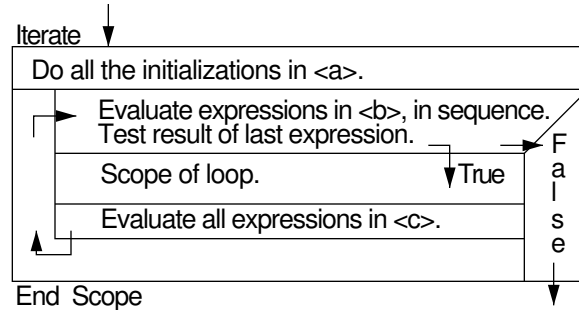 Iterate
Do all the initializations in <a>.
Evaluate expressions in <b>, in sequence.
Test result of last expression.
False
Scope of loop.
True
Evaluate all expressions in <c>.
End Scope